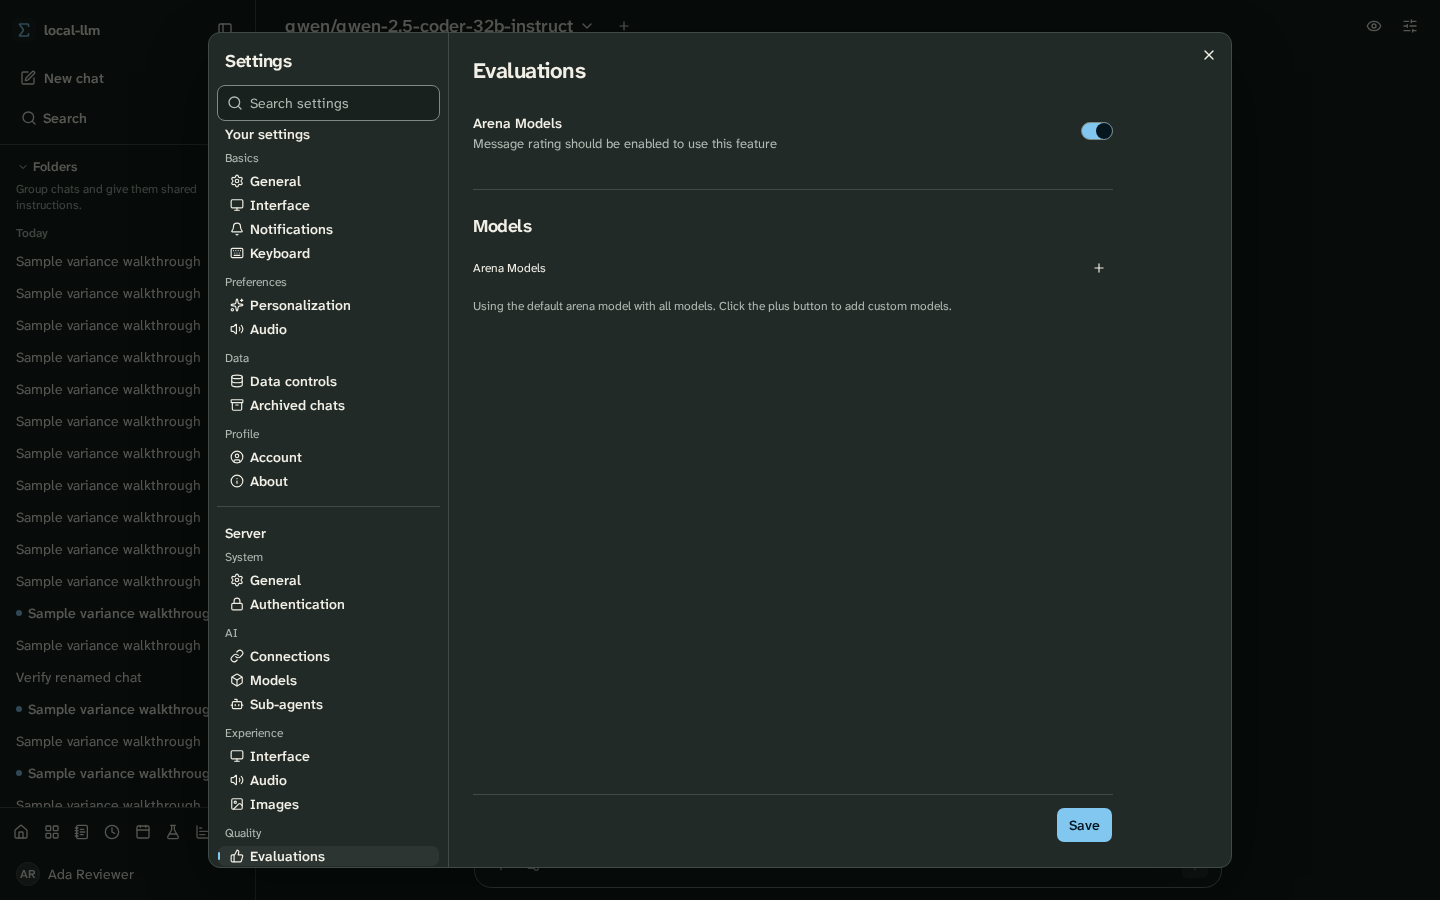 local-llm
qwen/qwen-2.5-coder-32b-instruct
New chat
Search
Folders
Group chats and give them shared
instructions.
Today
Sample variance walkthrough
Sample variance walkthrough
Sample variance walkthrough
Sample variance walkthrough
Sample variance walkthrough
Sample variance walkthrough
Sample variance walkthrough
Sample variance walkthrough
Sample variance walkthrough
Sample variance walkthrough
Sample variance walkthrough
Sample variance walkthroug
Sample variance walkthrough
Verify renamed chat
Sample variance walkthroug
Sample variance walkthrough
Sample variance walkthroug
Sample variance walkthrough
AR Ada Reviewer
Settings
Search settings
Your settings
Basics
General
Interface
Notifications
Keyboard
Preferences
Personalization
Audio
Data
Data controls
Archived chats
Profile
Account
About
Server
System
General
Authentication
AI
Connections
Models
Sub-agents
Experience
Interface
Audio
Images
Quality
Evaluations
Evaluations
Arena Models
Message rating should be enabled to use this feature
Models
Arena Models
Using the default arena model with all models. Click the plus button to add custom models.
Save